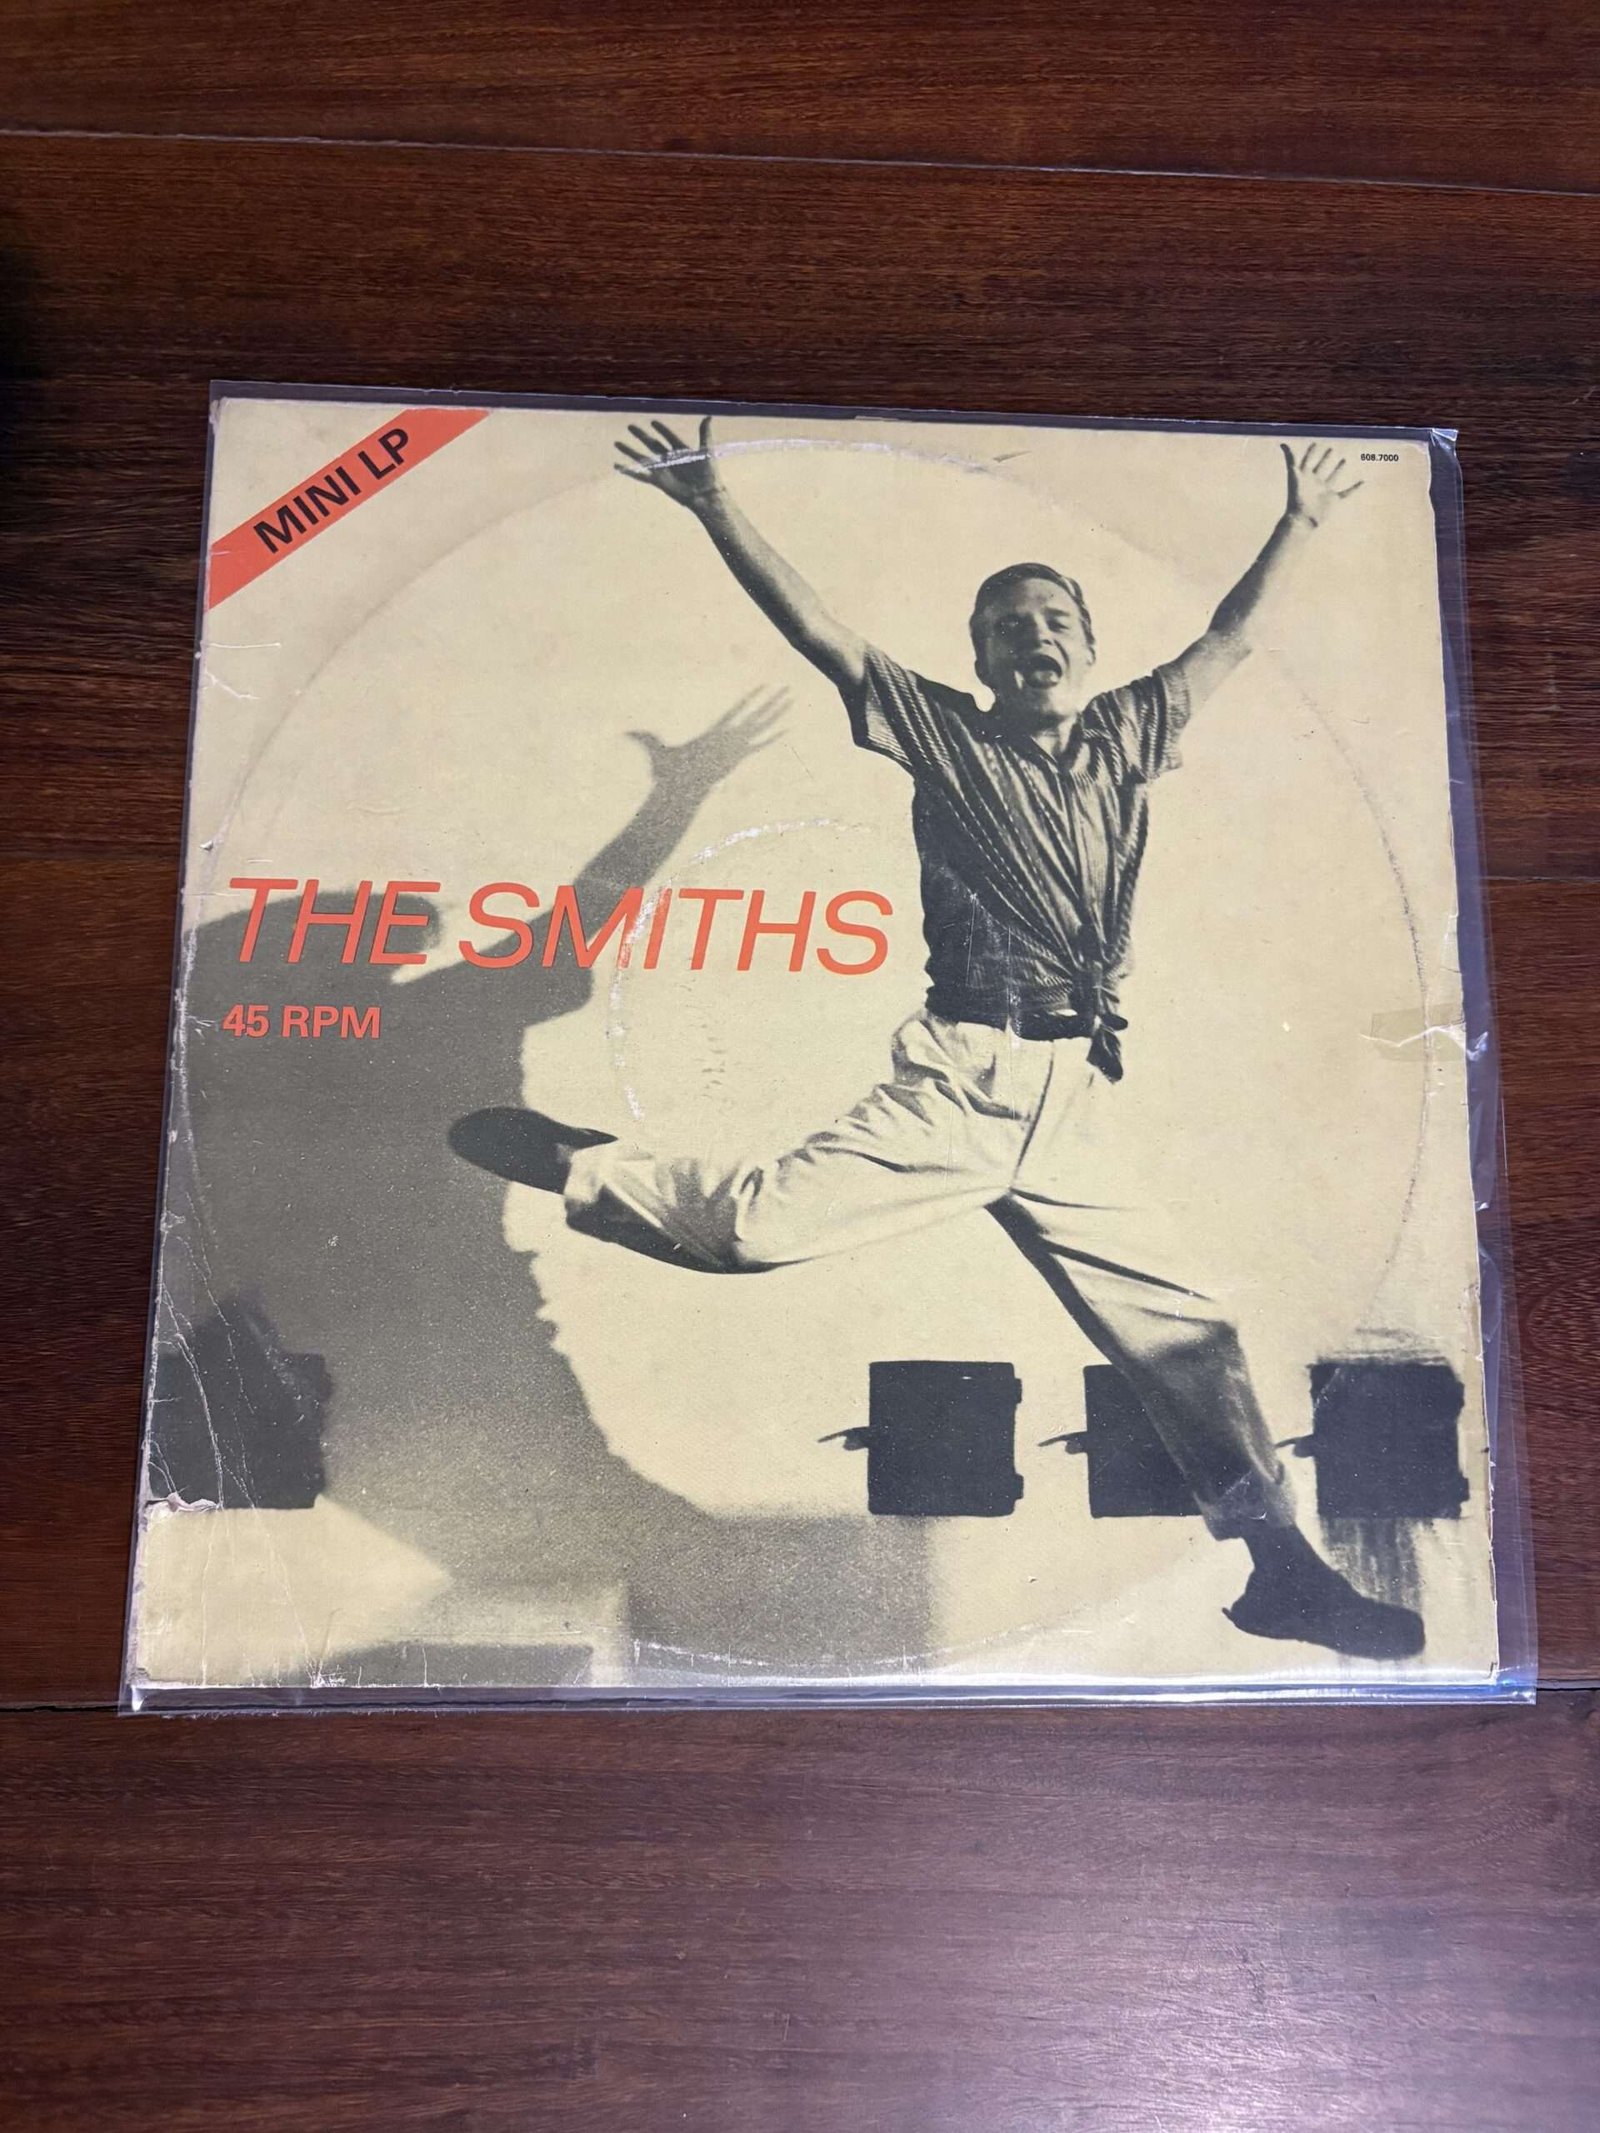 MINI LP
608.7000
THE SMITHS
45 RPM